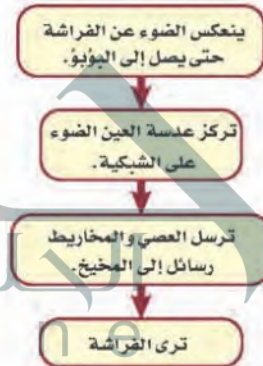 ينعكس الضوء عن الفراشة
حتى يصل إلى البؤبؤ.
تركز عدسة العين الضوء
على الشبكية.
ترسل العصي والمخاريط
رسائل إلى المخيخ.
ترى الفراشة